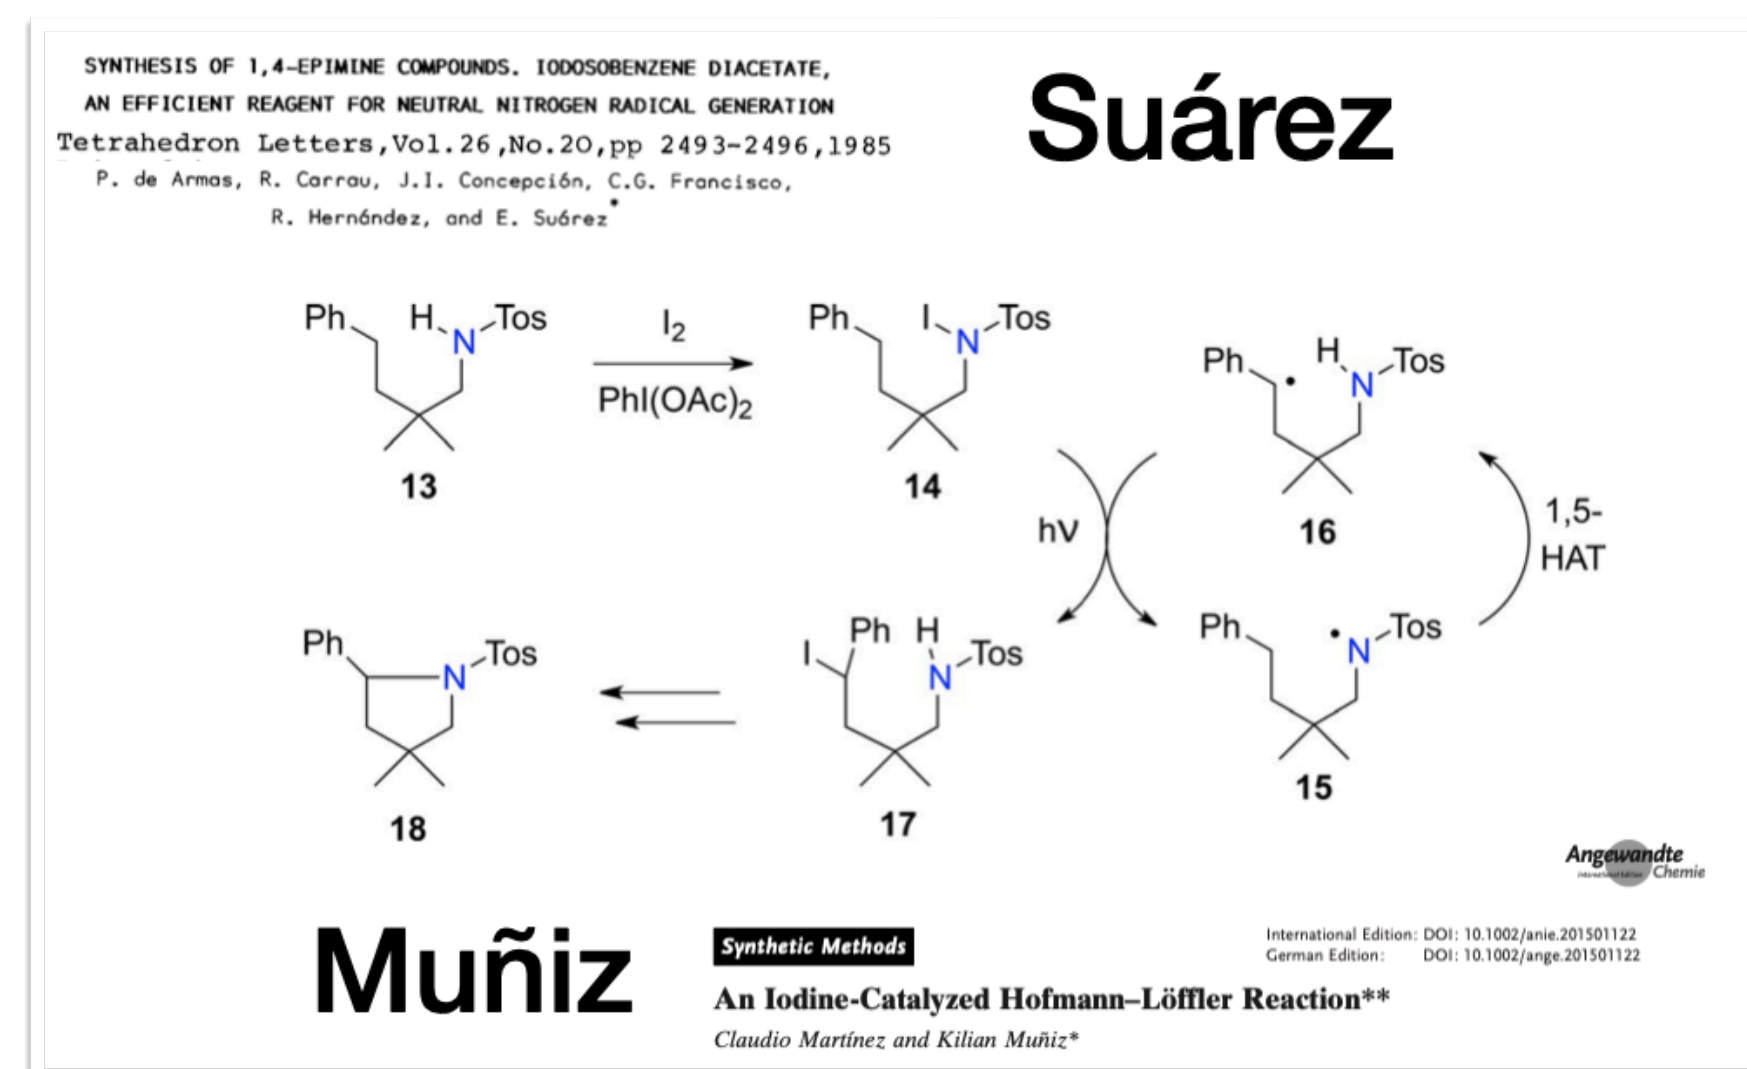 SYNTHESIS OF 1,4-EPIMINE COMPOUNDS. IODOSOBENZENE DIACETATE,
AN EFFICIENT REAGENT FOR NEUTRAL NITROGEN RADICAL GENERATION
Tetrahedron Letters,Vol.26,No.20,pp 2493-2496,1985
P. de Armas, R. Carrau, J.I. Concepción, C.G. Francisco,
R. Hernández, and E. Suárez*
Suárez
Ph H N Tos
13
I2
PhI(OAc)2
Ph I N Tos
14
Ph H N Tos
16
hν
1,5-
HAT
Ph N Tos
15
Ph N Tos
18
I Ph H N Tos
17
Angewandte
Chemie
Muñiz
Synthetic Methods
International Edition: DOI: 10.1002/anie.201501122
German Edition: DOI: 10.1002/ange.201501122
An Iodine-Catalyzed Hofmann–Löffler Reaction**
Claudio Martínez and Kilian Muñiz*